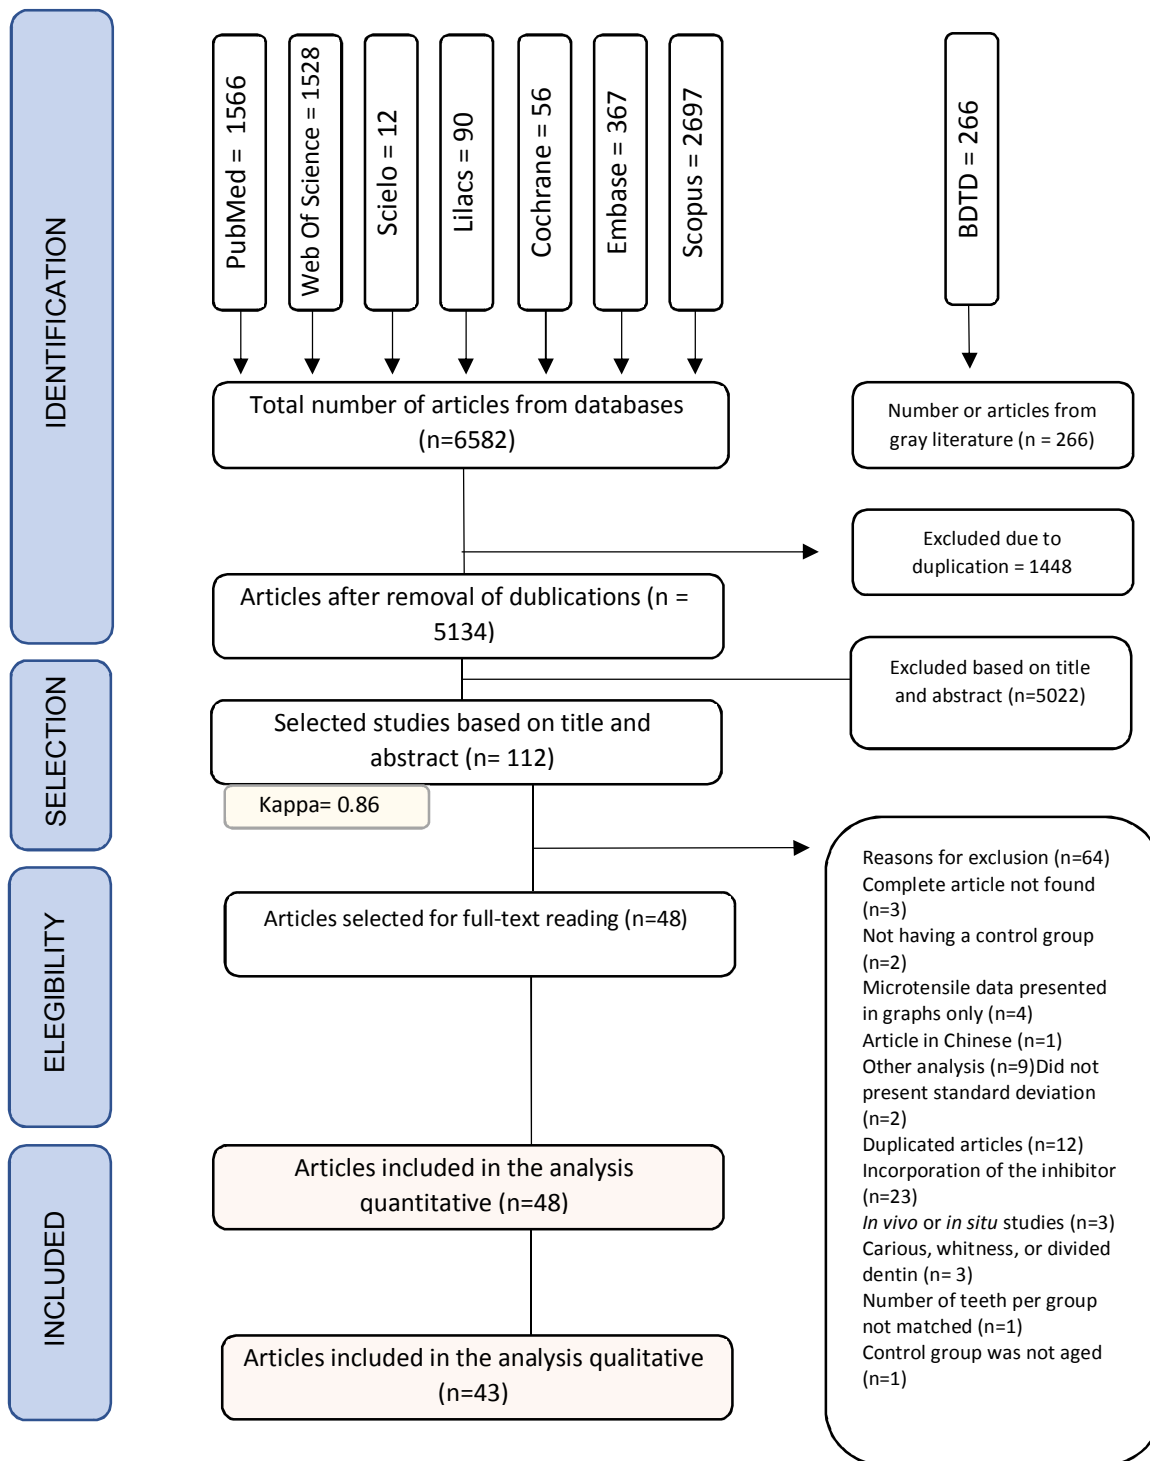 IDENTIFICATION
PubMed = 1566
Web Of Science = 1528
Scielo = 12
Lilacs = 90
Cochrane = 56
Embase = 367
Scopus = 2697
BDTD = 266
Total number of articles from databases
(n=6582)
Number or articles from
gray literature (n = 266)
Excluded due to
duplication = 1448
Articles after removal of dublications (n =
5134)
SELECTION
Excluded based on title
and abstract (n=5022)
Selected studies based on title and
abstract (n= 112)
Kappa= 0.86
ELEGIBILITY
Reasons for exclusion (n=64)
Complete article not found
(n=3)
Not having a control group
(n=2)
Microtensile data presented
in graphs only (n=4)
Article in Chinese (n=1)
Other analysis (n=9)Did not
present standard deviation
(n=2)
Duplicated articles (n=12)
Incorporation of the inhibitor
(n=23)
In vivo or in situ studies (n=3)
Carious, whitness, or divided
dentin (n= 3)
Number of teeth per group
not matched (n=1)
Control group was not aged
(n=1)
Articles selected for full-text reading (n=48)
INCLUDED
Articles included in the analysis
quantitative (n=48)
Articles included in the analysis qualitative
(n=43)